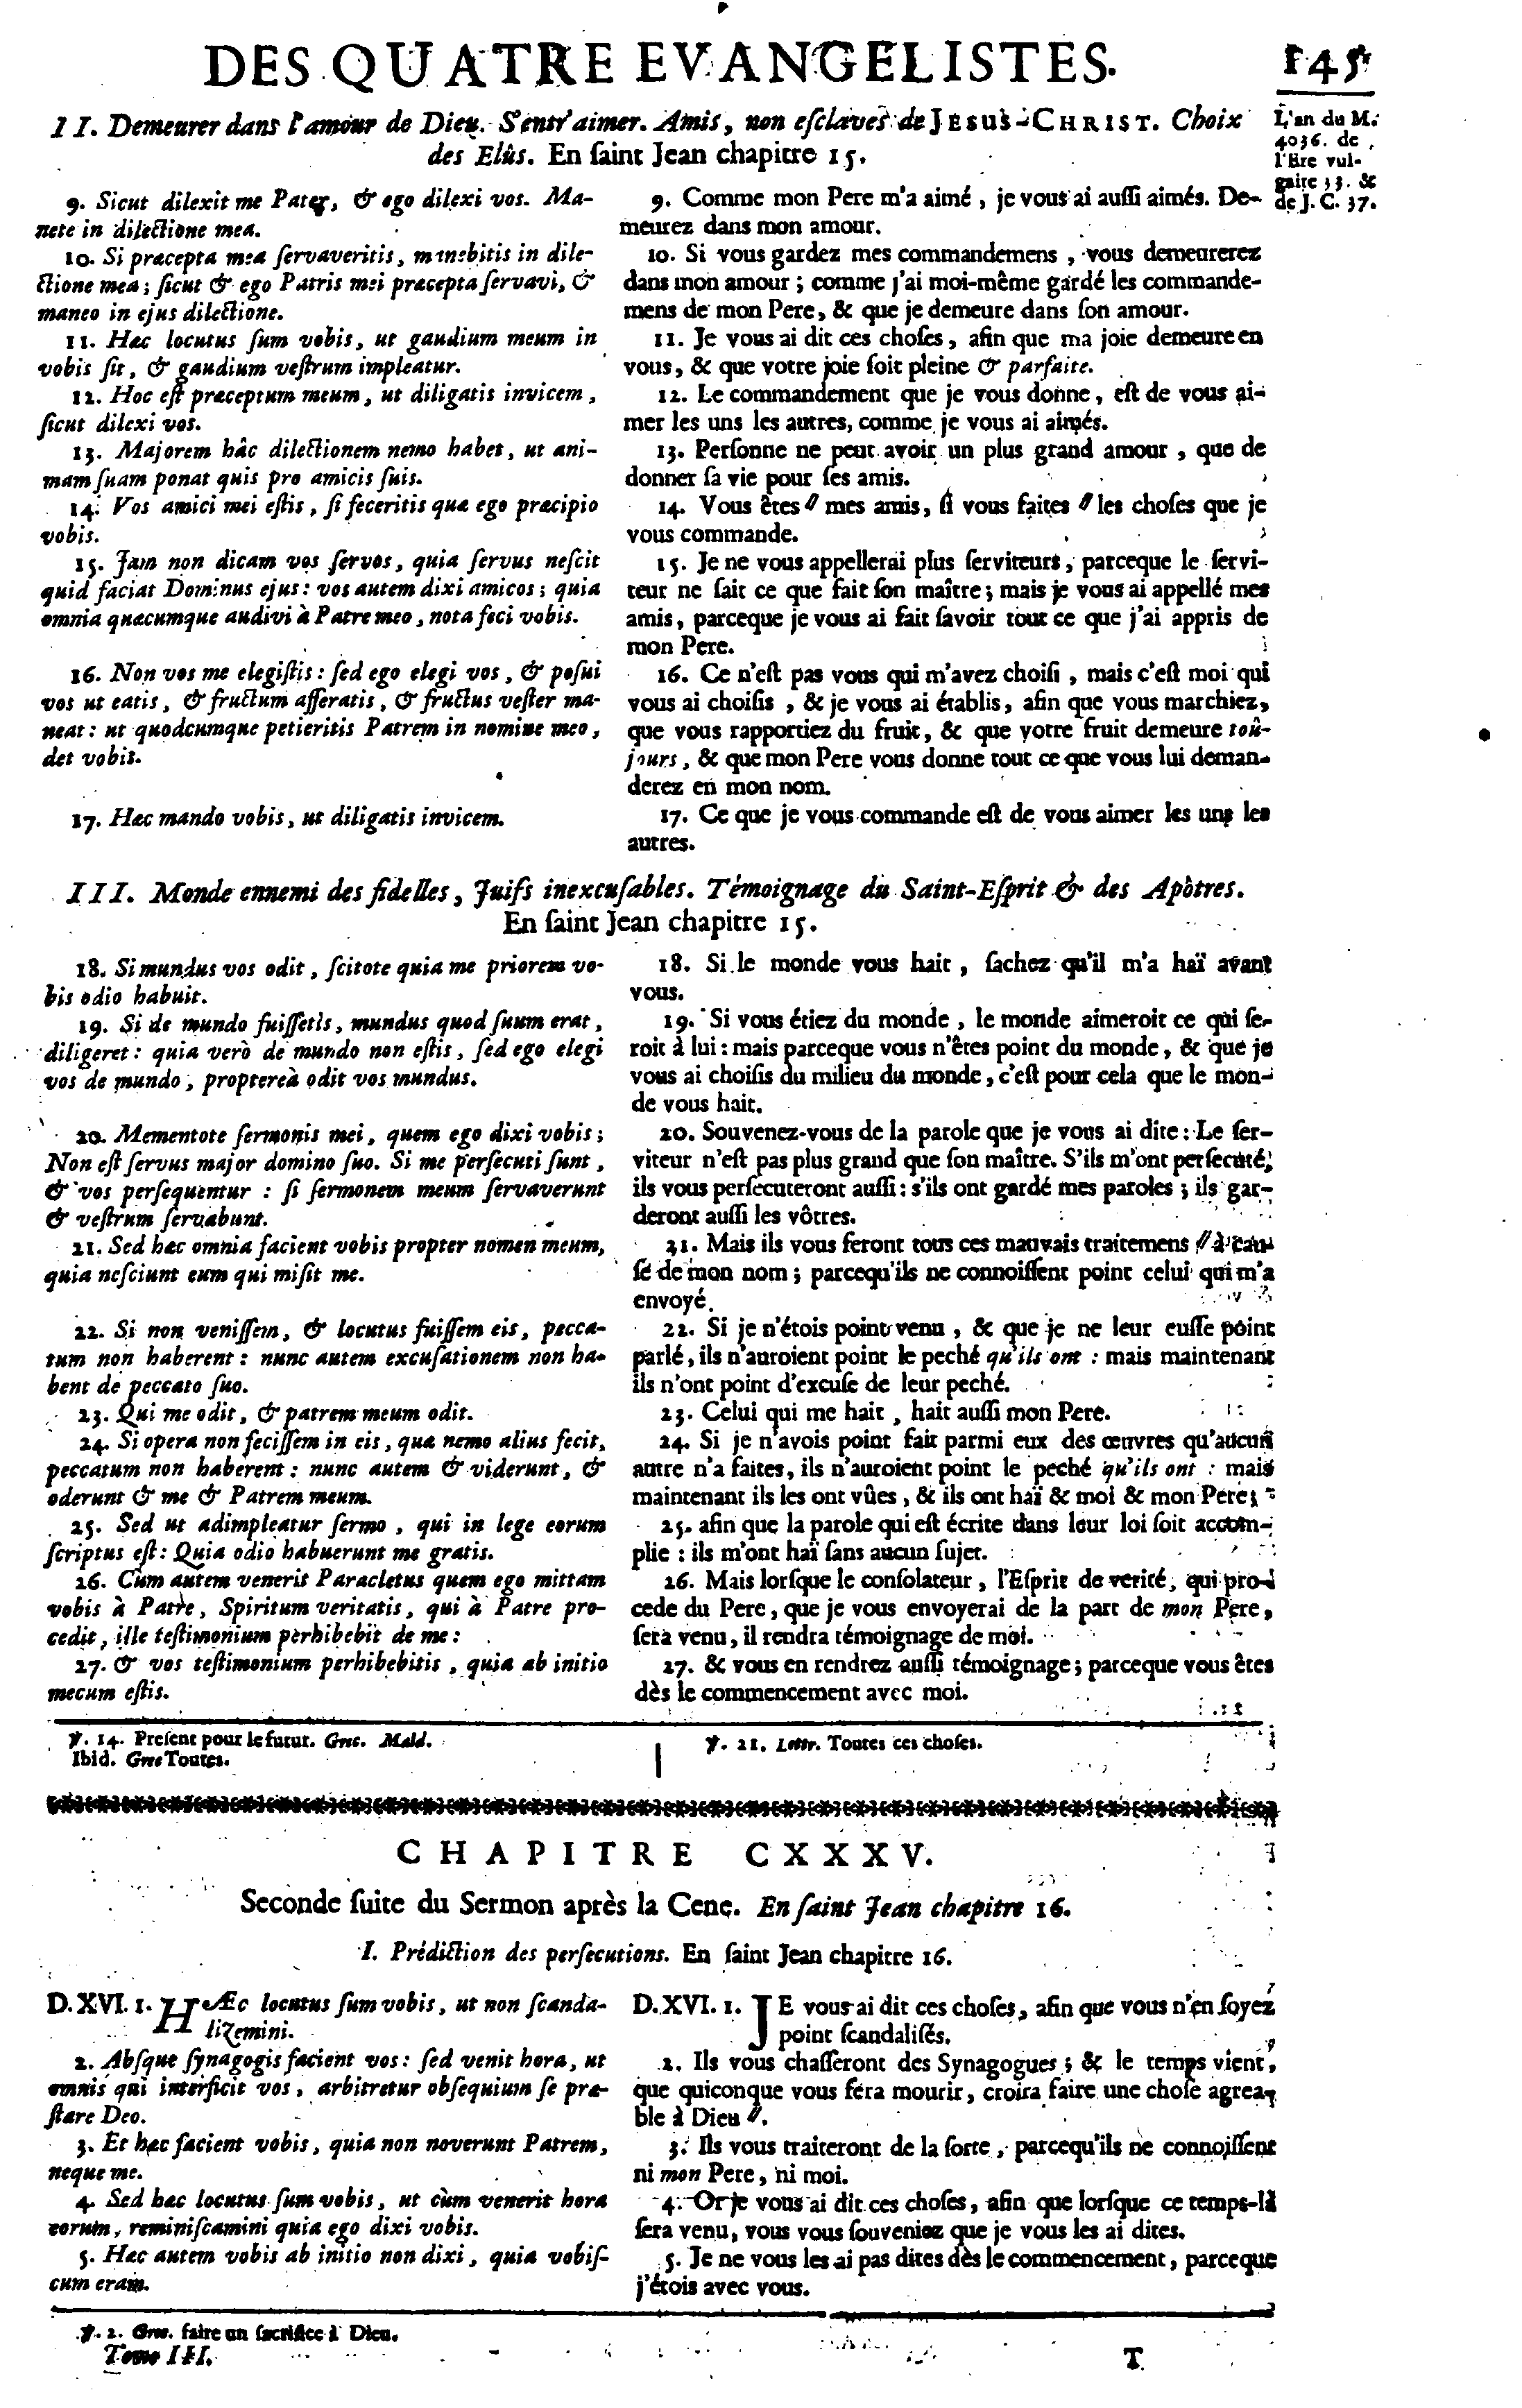 DES QUATRE EVANGELISTES. 145
L'an du M.
4036. de
l'Ere vul-
gaire 33. &
de J. C. 37.
II. Demeurer dans l'amour de Dieu. S'entr'aimer. Amis, non esclaves de JESUS-CHRIST. Choix
des Elûs. En saint Jean chapitre 15.
9. Sicut dilexit me Pater, & ego dilexi vos. Ma-
nete in dilectione mea.
10. Si præcepta mea servaveritis, manebitis in dile-
ctione mea; sicut & ego Patris mei præcepta servavi, &
maneo in ejus dilectione.
11. Hæc locutus sum vobis, ut gaudium meum in
vobis sit, & gaudium vestrum impleatur.
12. Hoc est præceptum meum, ut diligatis invicem,
sicut dilexi vos.
13. Majorem hâc dilectionem nemo habet, ut ani-
mam suam ponat quis pro amicis suis.
14. Vos amici mei estis, si feceritis quæ ego præcipio
vobis.
15. Jam non dicam vos servos, quia servus nescit
quid faciat Dominus ejus: vos autem dixi amicos; quia
omnia quæcumque audivi à Patre meo, nota feci vobis.
16. Non vos me elegistis: sed ego elegi vos, & posui
vos ut eatis, & fructum afferatis, & fructus vester ma-
neat: ut quodcumque petieritis Patrem in nomine meo,
det vobis.
17. Hæc mando vobis, ut diligatis invicem.
9. Comme mon Pere m'a aimé, je vous ai aussi aimés. De-
meurez dans mon amour.
10. Si vous gardez mes commandemens, vous demeurerez
dans mon amour; comme j'ai moi-même gardé les commande-
mens de mon Pere, & que je demeure dans son amour.
11. Je vous ai dit ces choses, afin que ma joie demeure en
vous, & que votre joie soit pleine & parfaite.
12. Le commandement que je vous donne, est de vous ai-
mer les uns les autres, comme je vous ai aimés.
13. Personne ne peut avoir un plus grand amour, que de
donner sa vie pour ses amis.
14. Vous êtes // mes amis, si vous faites // les choses que je
vous commande.
15. Je ne vous appellerai plus serviteurs, parceque le servi-
teur ne sait ce que fait son maître; mais je vous ai appellé mes
amis, parceque je vous ai fait savoir tout ce que j'ai appris de
mon Pere.
16. Ce n'est pas vous qui m'avez choisi, mais c'est moi qui
vous ai choisis, & je vous ai établis, afin que vous marchiez,
que vous rapportiez du fruit, & que votre fruit demeure toû-
jours, & que mon Pere vous donne tout ce que vous lui deman-
derez en mon nom.
17. Ce que je vous commande est de vous aimer les uns les
autres.
III. Monde ennemi des fidelles, Juifs inexcusables. Témoignage du Saint-Esprit & des Apôtres.
En saint Jean chapitre 15.
18. Si mundus vos odit, scitote quia me priorem vo-
bis odio habuit.
19. Si de mundo fuissetis, mundus quod suum erat,
diligeret: quia verò de mundo non estis, sed ego elegi
vos de mundo, propterea odit vos mundus.
20. Mementote sermonis mei, quem ego dixi vobis;
Non est servus major domino suo. Si me persecuti sunt,
& vos persequentur: si sermonem meum servaverunt
& vestrum servabunt.
21. Sed hæc omnia facient vobis propter nomen meum,
quia nesciunt eum qui misit me.
22. Si non venissem, & locutus fuissem eis, pecca-
tum non haberent: nunc autem excusationem non ha-
bent de peccato suo.
23. Qui me odit, & patrem meum odit.
24. Si opera non fecissem in eis, quæ nemo alius fecit,
peccatum non haberent: nunc autem & viderunt, &
oderunt & me & Patrem meum.
25. Sed ut adimpleatur sermo, qui in lege eorum
scriptus est: Quia odio habuerunt me gratis.
26. Cùm autem venerit Paracletus quem ego mittam
vobis à Patre, Spiritum veritatis, qui à Patre pro-
cedit, ille testimonium perhibebit de me:
27. & vos testimonium perhibebitis, quia ab initio
mecum estis.
18. Si le monde vous hait, sachez qu'il m'a haï avant
vous.
19. Si vous étiez du monde, le monde aimeroit ce qui se-
roit à lui: mais parceque vous n'êtes point du monde, & que je
vous ai choisis du milieu du monde, c'est pour cela que le mon-
de vous hait.
20. Souvenez-vous de la parole que je vous ai dite: Le ser-
viteur n'est pas plus grand que son maître. S'ils m'ont persecuté,
ils vous persecuteront aussi: s'ils ont gardé mes paroles; ils gar-
deront aussi les vôtres.
21. Mais ils vous feront tous ces mauvais traitemens // à cau-
se de mon nom; parcequ'ils ne connoissent point celui qui m'a
envoyé.
22. Si je n'étois point venu, & que je ne leur eusse point
parlé, ils n'auroient point le peché qu'ils ont: mais maintenant
ils n'ont point d'excuse de leur peché.
23. Celui qui me hait, hait aussi mon Pere.
24. Si je n'avois point fait parmi eux des œuvres qu'aucun
autre n'a faites, ils n'auroient point le peché qu'ils ont: mais
maintenant ils les ont vûes, & ils ont haï & moi & mon Pere;
25. afin que la parole qui est écrite dans leur loi soit accom-
plie: ils m'ont haï sans aucun sujet.
26. Mais lorsque le consolateur, l'Esprit de verité, qui pro-
cede du Pere, que je vous envoyerai de la part de mon Pere,
sera venu, il rendra témoignage de moi.
27. & vous en rendrez aussi témoignage; parceque vous êtes
dès le commencement avec moi.
℣. 14. Present pour le futur. Grec. Mald.
Ibid. Grec Toutes.
℣. 21. Lettr. Toutes ces choses.
CHAPITRE CXXXV.
Seconde suite du Sermon après la Cene. En saint Jean chapitre 16.
I. Prédiction des persecutions. En saint Jean chapitre 16.
D. XVI. 1. HÆc locutus sum vobis, ut non scanda-
lizemini.
2. Absque synagogis facient vos: sed venit hora, ut
omnis qui interficit vos, arbitretur obsequium se præ-
stare Deo.
3. Et hæc facient vobis, quia non noverunt Patrem,
neque me.
4. Sed hæc locutus sum vobis, ut cùm venerit hora
eorum, reminiscamini quia ego dixi vobis.
5. Hæc autem vobis ab initio non dixi, quia vobis-
cum eram.
D. XVI. 1. JE vous ai dit ces choses, afin que vous n'en soyez
point scandalisés.
2. Ils vous chasseront des Synagogues; & le temps vient,
que quiconque vous fera mourir, croira faire une chose agrea-
ble à Dieu //.
3. Ils vous traiteront de la sorte, parcequ'ils ne connoissent
ni mon Pere, ni moi.
4. Or je vous ai dit ces choses, afin que lorsque ce temps-là
sera venu, vous vous souveniez que je vous les ai dites.
5. Je ne vous les ai pas dites dès le commencement, parceque
j'étois avec vous.
℣. 2. Grec. faire un sacrifice à Dieu.
Tome III. T